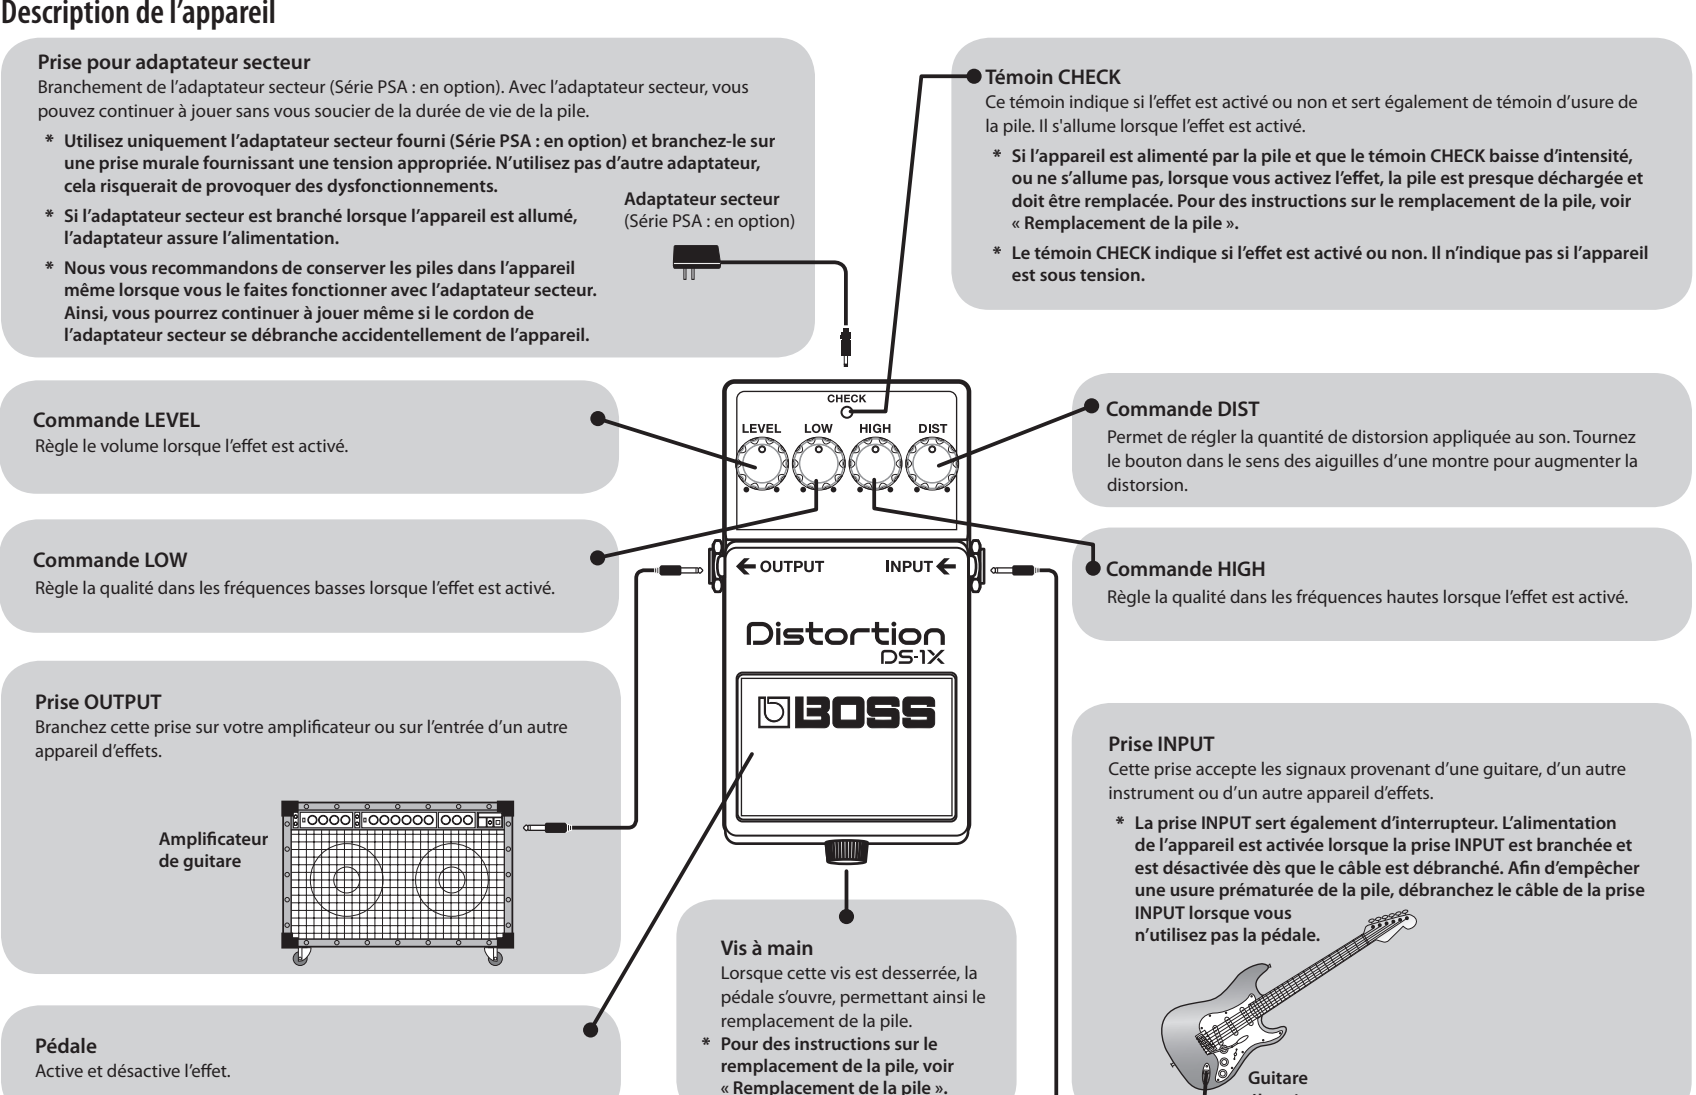 Description de l’appareil
Prise pour adaptateur secteur
Branchement de l’adaptateur secteur (Série PSA : en option). Avec l’adaptateur secteur, vous
pouvez continuer à jouer sans vous soucier de la durée de vie de la pile.
* Utilisez uniquement l’adaptateur secteur fourni (Série PSA : en option) et branchez-le sur
une prise murale fournissant une tension appropriée. N’utilisez pas d’autre adaptateur,
cela risquerait de provoquer des dysfonctionnements.
* Si l’adaptateur secteur est branché lorsque l’appareil est allumé,
l’adaptateur assure l’alimentation.
* Nous vous recommandons de conserver les piles dans l’appareil
même lorsque vous le faites fonctionner avec l’adaptateur secteur.
Ainsi, vous pourrez continuer à jouer même si le cordon de
l’adaptateur secteur se débranche accidentellement de l’appareil.
Adaptateur secteur
(Série PSA : en option)
Témoin CHECK
Ce témoin indique si l’effet est activé ou non et sert également de témoin d’usure de
la pile. Il s'allume lorsque l’effet est activé.
* Si l’appareil est alimenté par la pile et que le témoin CHECK baisse d’intensité,
ou ne s’allume pas, lorsque vous activez l’effet, la pile est presque déchargée et
doit être remplacée. Pour des instructions sur le remplacement de la pile, voir
« Remplacement de la pile ».
* Le témoin CHECK indique si l’effet est activé ou non. Il n’indique pas si l’appareil
est sous tension.
Commande LEVEL
Règle le volume lorsque l’effet est activé.
Commande LOW
Règle la qualité dans les fréquences basses lorsque l’effet est activé.
Prise OUTPUT
Branchez cette prise sur votre amplificateur ou sur l’entrée d’un autre
appareil d’effets.
Amplificateur
de guitare
Pédale
Active et désactive l’effet.
CHECK
LEVEL LOW HIGH DIST
OUTPUT INPUT
Distortion
DS-1X
BOSS
Vis à main
Lorsque cette vis est desserrée, la
pédale s’ouvre, permettant ainsi le
remplacement de la pile.
* Pour des instructions sur le
remplacement de la pile, voir
« Remplacement de la pile ».
Commande DIST
Permet de régler la quantité de distorsion appliquée au son. Tournez
le bouton dans le sens des aiguilles d’une montre pour augmenter la
distorsion.
Commande HIGH
Règle la qualité dans les fréquences hautes lorsque l’effet est activé.
Prise INPUT
Cette prise accepte les signaux provenant d’une guitare, d’un autre
instrument ou d’un autre appareil d’effets.
* La prise INPUT sert également d’interrupteur. L’alimentation
de l’appareil est activée lorsque la prise INPUT est branchée et
est désactivée dès que le câble est débranché. Afin d’empêcher
une usure prématurée de la pile, débranchez le câble de la prise
INPUT lorsque vous
n’utilisez pas la pédale.
Guitare